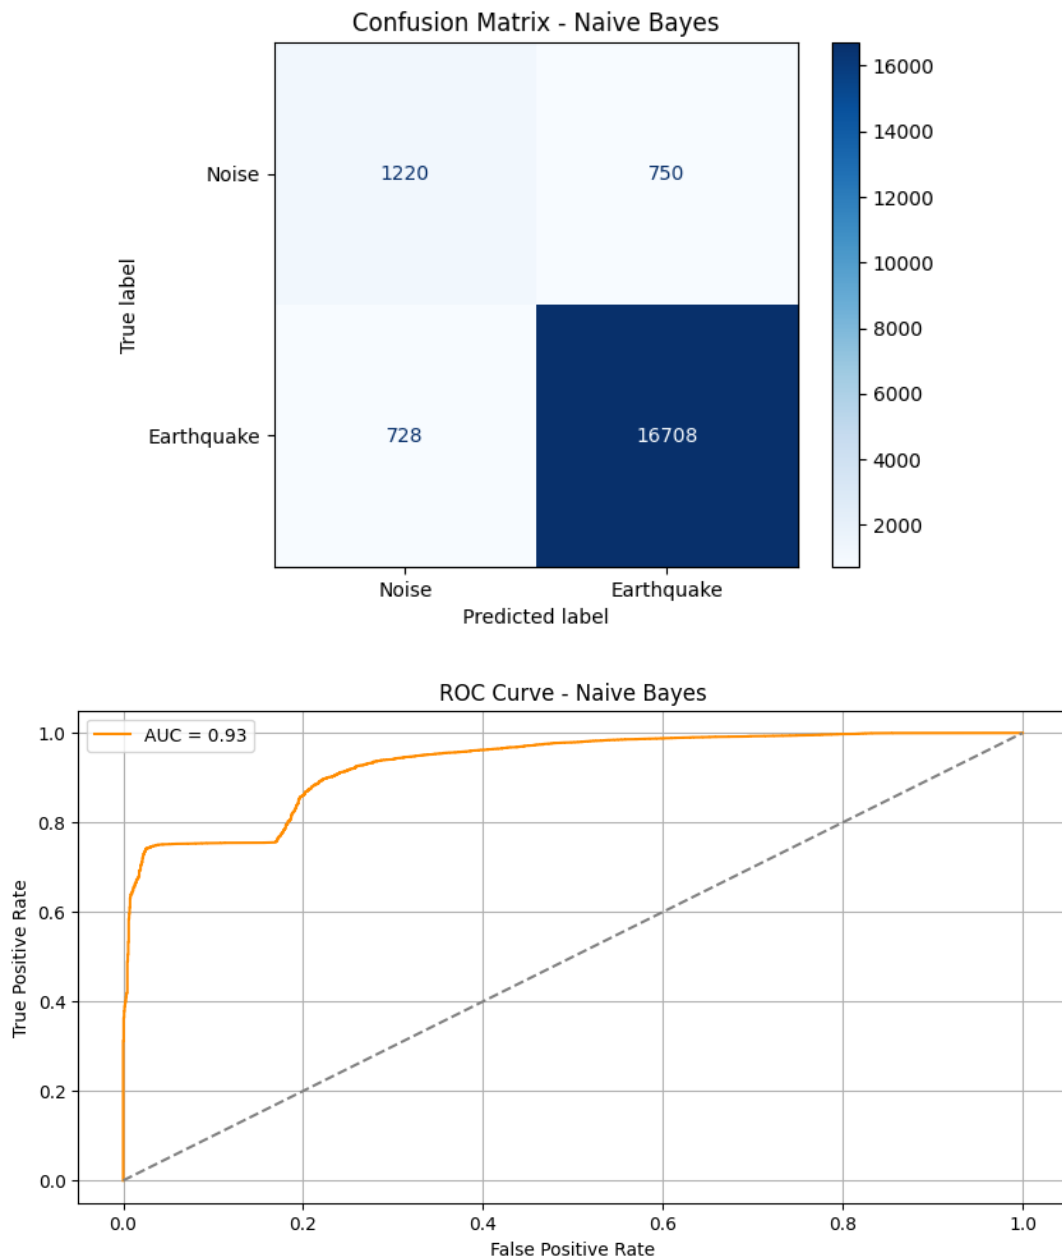 Confusion Matrix - Naive Bayes
Noise
1220
750
Earthquake
728
16708
Noise
Earthquake
Predicted label
True label
16000
14000
12000
10000
8000
6000
4000
2000
ROC Curve - Naive Bayes
AUC = 0.93
1.0
0.8
0.6
0.4
0.2
0.0
True Positive Rate
0.0
0.2
0.4
0.6
0.8
1.0
False Positive Rate